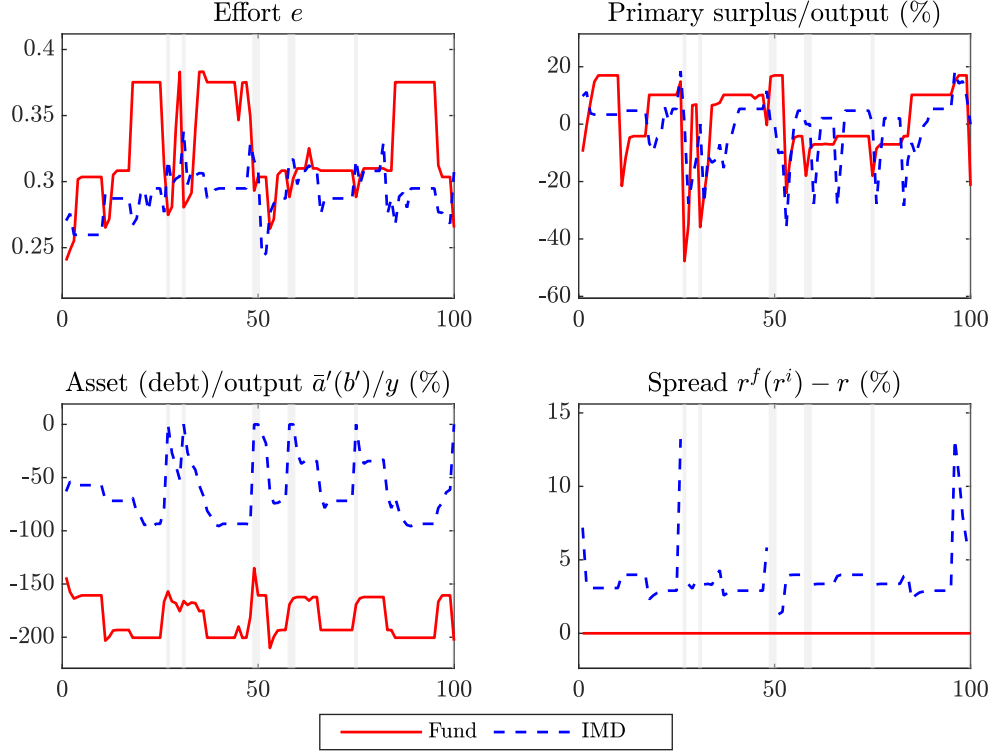 Effort e
0.4
0.35
0.3
0.25
0 50 100
Primary surplus/output (%)
40
20
0
-20
-40
-60
0 50 100
Asset (debt)/output ā′(b′)/y (%)
0
-50
-100
-150
-200
0 50 100
Spread r^f(r^i) − r (%)
15
10
5
0
0 50 100
Fund IMD